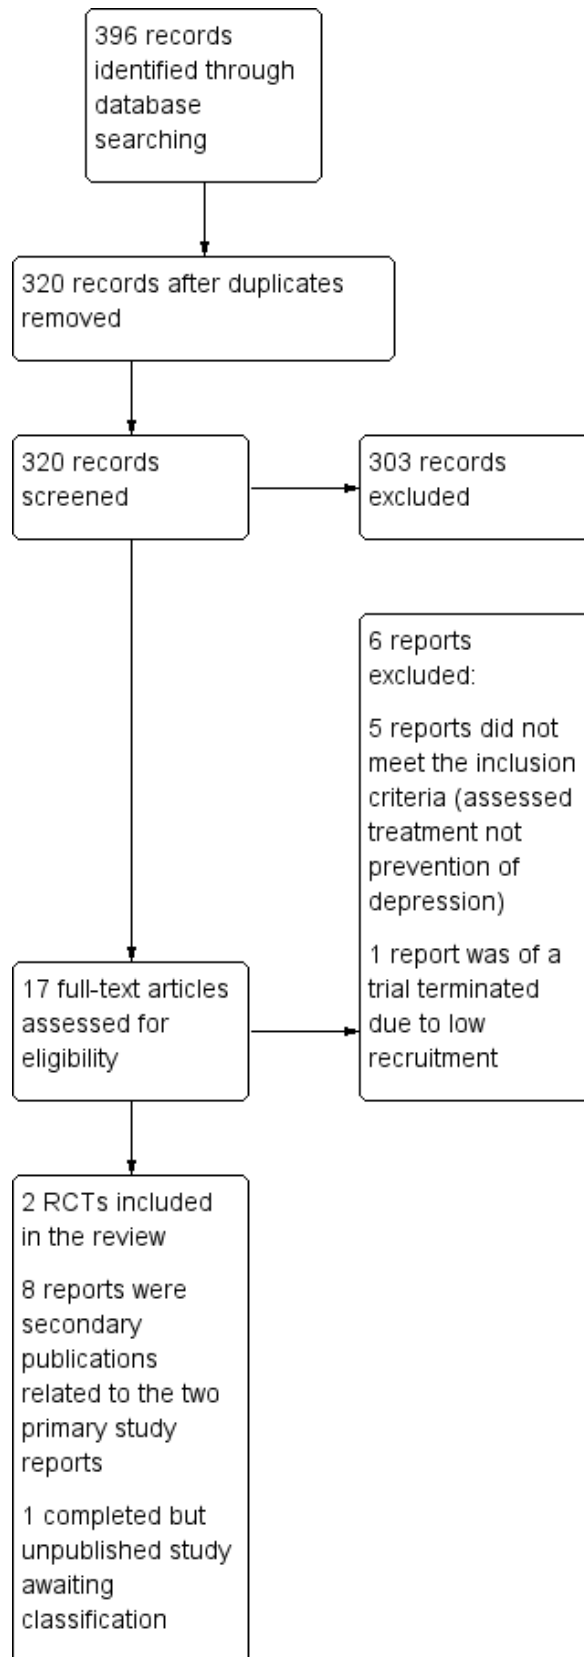 396 records
identified through
database
searching
320 records after duplicates
removed
320 records
screened
303 records
excluded
6 reports
excluded:
5 reports did not
meet the inclusion
criteria (assessed
treatment not
prevention of
depression)
1 report was of a
trial terminated
due to low
recruitment
17 full-text articles
assessed for
eligibility
2 RCTs included
in the review
8 reports were
secondary
publications
related to the two
primary study
reports
1 completed but
unpublished study
awaiting
classification